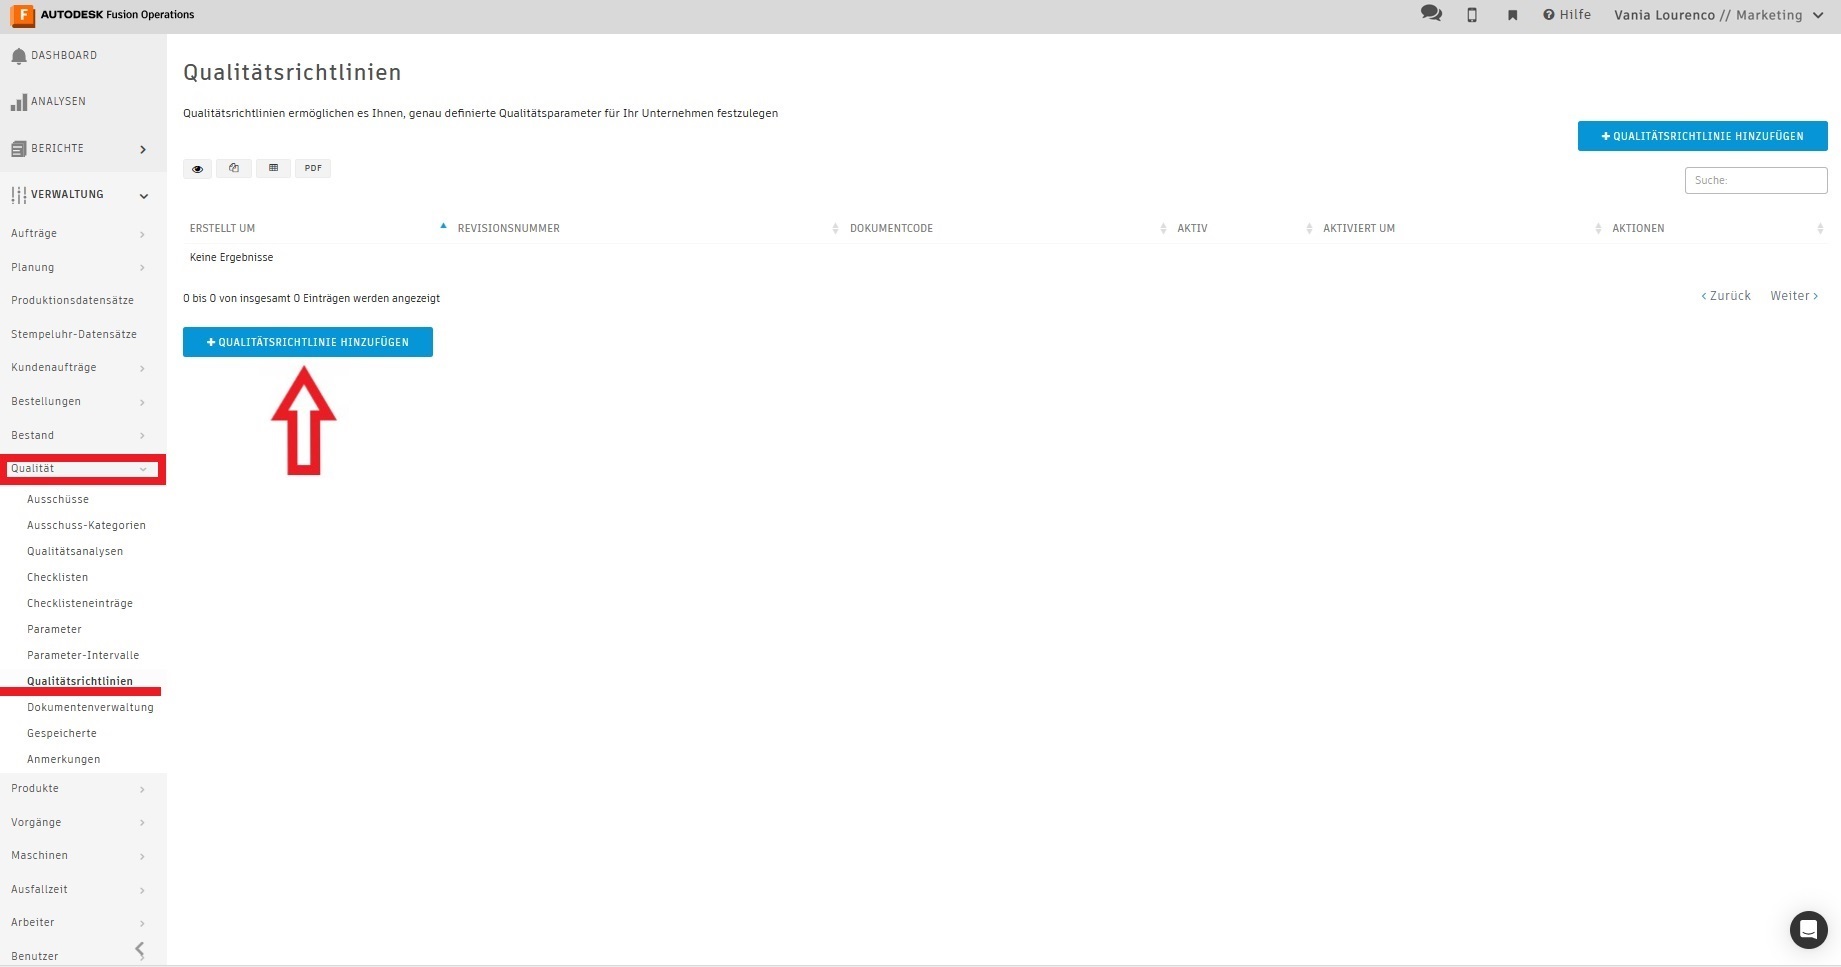 F AUTODESK Fusion Operations
Hilfe
Vania Lourenco // Marketing
DASHBOARD
ANALYSEN
BERICHTE
VERWALTUNG
Aufträge
Planung
Produktionsdatensätze
Stempeluhr-Datensätze
Kundenaufträge
Bestellungen
Bestand
Qualität
Ausschüsse
Ausschuss-Kategorien
Qualitätsanalysen
Checklisten
Checklisteneinträge
Parameter
Parameter-Intervalle
Qualitätsrichtlinien
Dokumentenverwaltung
Gespeicherte
Anmerkungen
Produkte
Vorgänge
Maschinen
Ausfallzeit
Arbeiter
Benutzer
Qualitätsrichtlinien
Qualitätsrichtlinien ermöglichen es Ihnen, genau definierte Qualitätsparameter für Ihr Unternehmen festzulegen
+ QUALITÄTSRICHTLINIE HINZUFÜGEN
PDF
Suche:
ERSTELLT UM REVISIONSNUMMER DOKUMENTCODE AKTIV AKTIVIERT UM AKTIONEN
Keine Ergebnisse
0 bis 0 von insgesamt 0 Einträgen werden angezeigt
‹ Zurück Weiter ›
+ QUALITÄTSRICHTLINIE HINZUFÜGEN